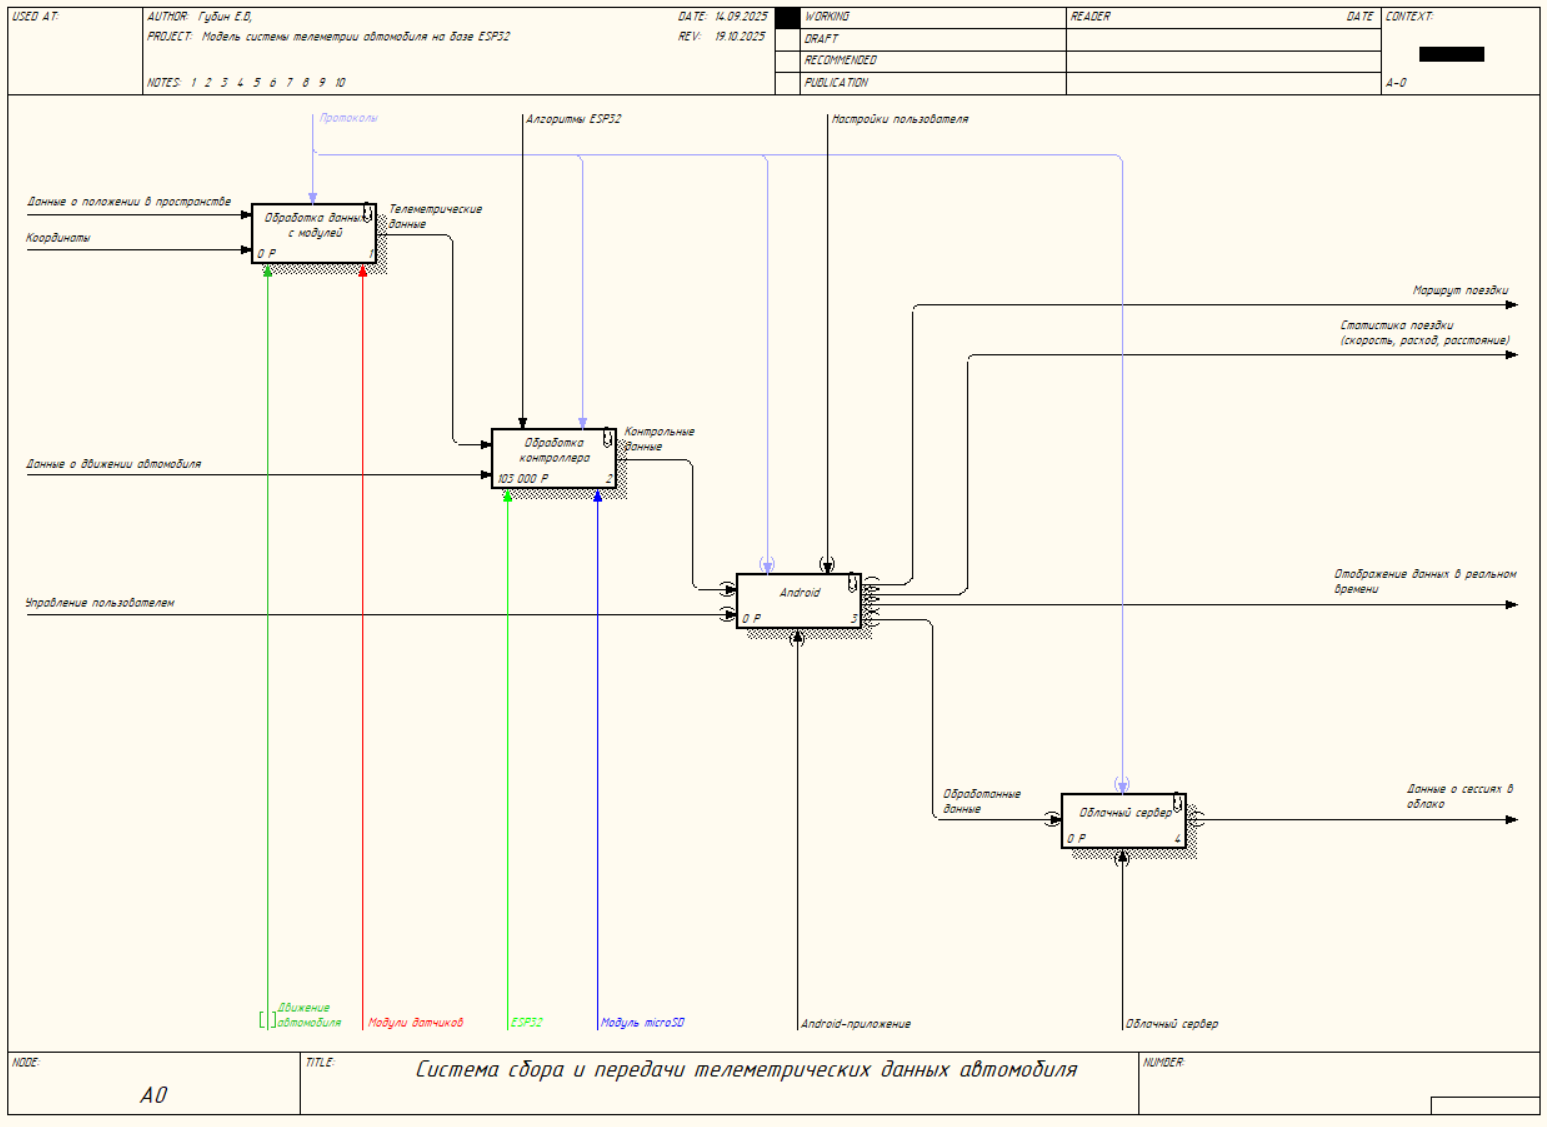 USED AT:
AUTHOR: Губин Е.В,
DATE: 14.09.2025
PROJECT: Модель системы телеметрии автомобиля на базе ESP32
REV: 19.10.2025
NOTES: 1 2 3 4 5 6 7 8 9 10
WORKING
DRAFT
RECOMMENDED
PUBLICATION
READER
DATE
CONTEXT:
A-0
Протоколы
Алгоритмы ESP32
Настройки пользователя
Данные о положении в пространстве
Координаты
Обработка данных
с модулей
0 Р
1
Телеметрические
данные
Маршрут поездки
Статистика поездки
(скорость, расход, расстояние)
Данные о движении автомобиля
Обработка
контроллера
103 000 Р
2
Контрольные
данные
Отображение данных в реальном
времени
Управление пользователем
Android
0 Р
3
Обработанные
данные
Облачный сервер
0 Р
4
Данные о сессиях в
облако
Движение
автомобиля
Модули датчиков
ESP32
Модуль microSD
Android-приложение
Облачный сервер
NODE:
A0
TITLE:
Система сбора и передачи телеметрических данных автомобиля
NUMBER: